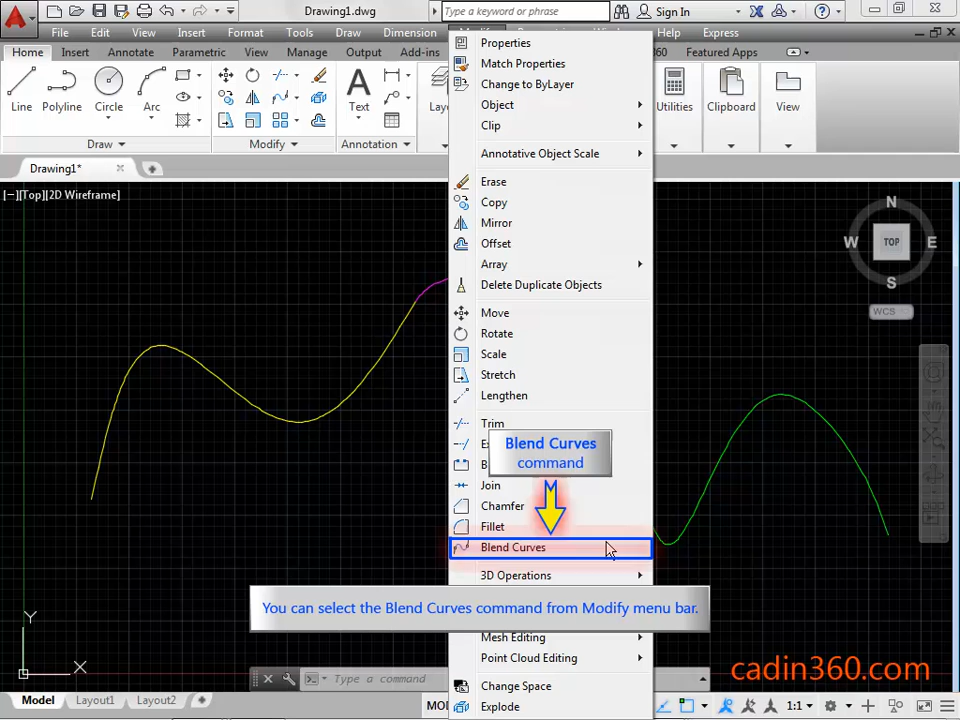 Drawing1.dwg
Type a keyword or phrase
Sign In
File Edit View Insert Format Tools Draw Dimension Help Express
Home Insert Annotate Parametric View Manage Output Add-ins 360 Featured Apps
Line Polyline Circle Arc Text Utilities Clipboard View
Draw Modify Annotation
Drawing1*
[−][Top][2D Wireframe]
Properties
Match Properties
Change to ByLayer
Object
Clip
Annotative Object Scale
Erase
Copy
Mirror
Offset
Array
Delete Duplicate Objects
Move
Rotate
Scale
Stretch
Lengthen
Trim
Blend Curves
command
Join
Chamfer
Fillet
Blend Curves
3D Operations
You can select the Blend Curves command from Modify menu bar.
Mesh Editing
Point Cloud Editing
Change Space
Explode
N
W TOP E
S
WCS
Y
X
Type a command
cadin360.com
Model Layout1 Layout2
1:1